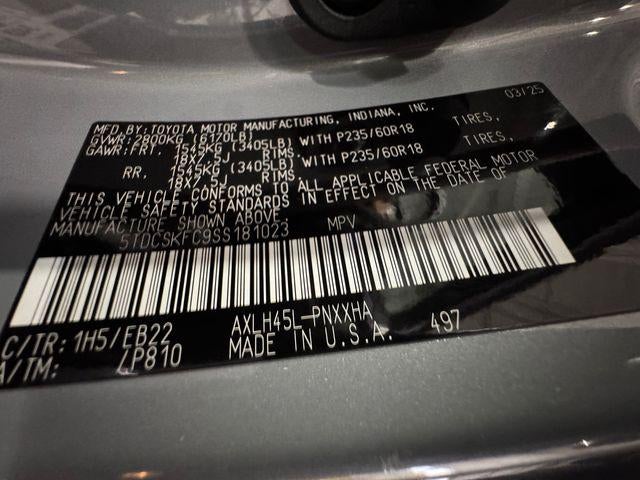 MFD.BY:TOYOTA MOTOR MANUFACTURING, INDIANA, INC. 03/25
GVWR:2800KG (6170LB)
GAWR:FRT. 1545KG (3405LB) WITH P235/60R18 TIRES,
18X7.5J RIMS
RR. 1545KG (3405LB) WITH P235/60R18 TIRES,
18X7.5J RIMS
THIS VEHICLE CONFORMS TO ALL APPLICABLE FEDERAL MOTOR
VEHICLE SAFETY STANDARDS IN EFFECT ON THE DATE OF
MANUFACTURE SHOWN ABOVE
5TDCSKFC9SS181023 MPV
C/TR: 1H5/EB22 AXLH45L-PNXXHA
A/TM: P810 MADE IN U.S.A. 497